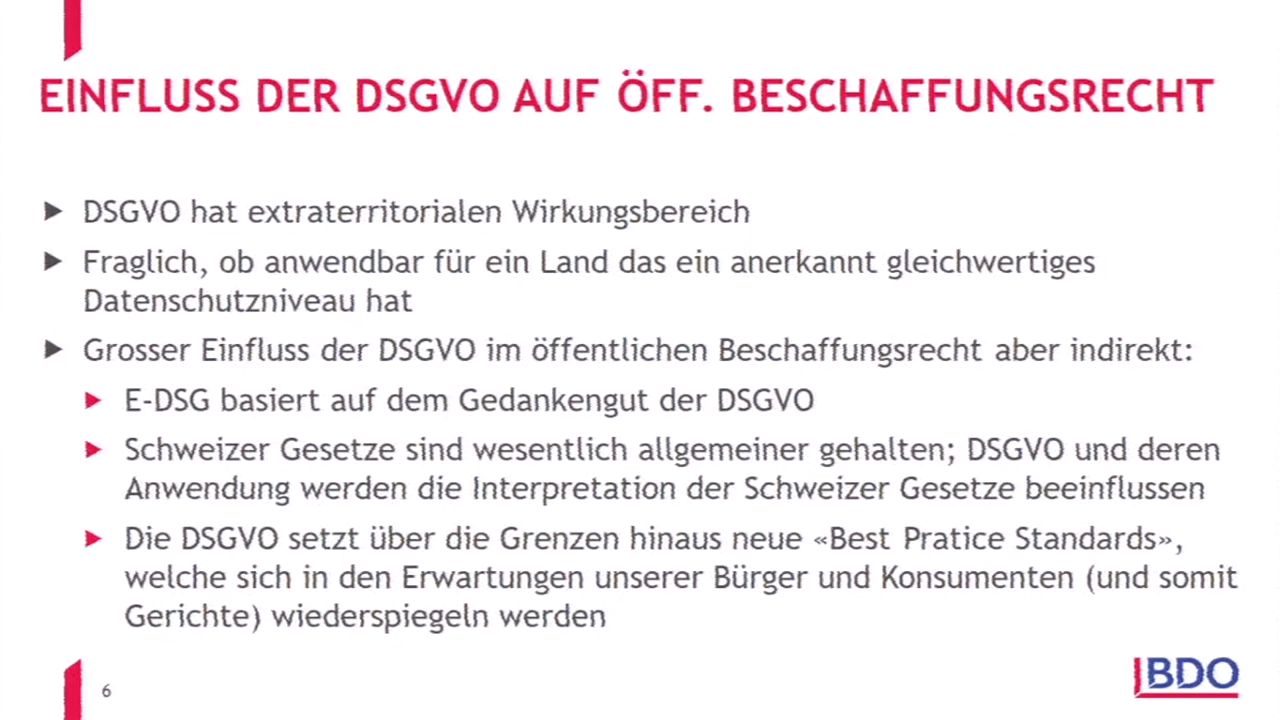 EINFLUSS DER DSGVO AUF ÖFF. BESCHAFFUNGSRECHT
► DSGVO hat extraterritorialen Wirkungsbereich
► Fraglich, ob anwendbar für ein Land das ein anerkannt gleichwertiges
Datenschutzniveau hat
► Grosser Einfluss der DSGVO im öffentlichen Beschaffungsrecht aber indirekt:
► E-DSG basiert auf dem Gedankengut der DSGVO
► Schweizer Gesetze sind wesentlich allgemeiner gehalten; DSGVO und deren
Anwendung werden die Interpretation der Schweizer Gesetze beeinflussen
► Die DSGVO setzt über die Grenzen hinaus neue «Best Pratice Standards»,
welche sich in den Erwartungen unserer Bürger und Konsumenten (und somit
Gerichte) wiederspiegeln werden
6
BDO